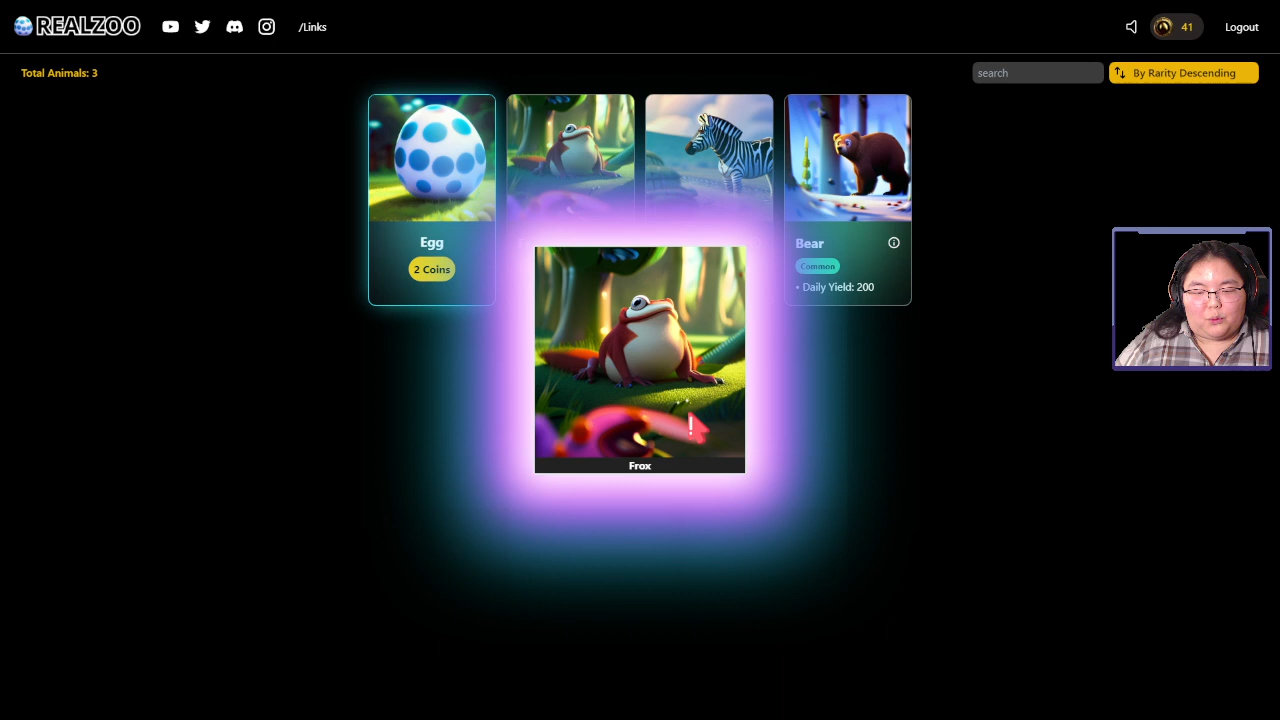 REALZOO
/Links
41
Logout
Total Animals: 3
search
By Rarity Descending
Egg
2 Coins
Bear
Common
• Daily Yield: 200
!
Frox